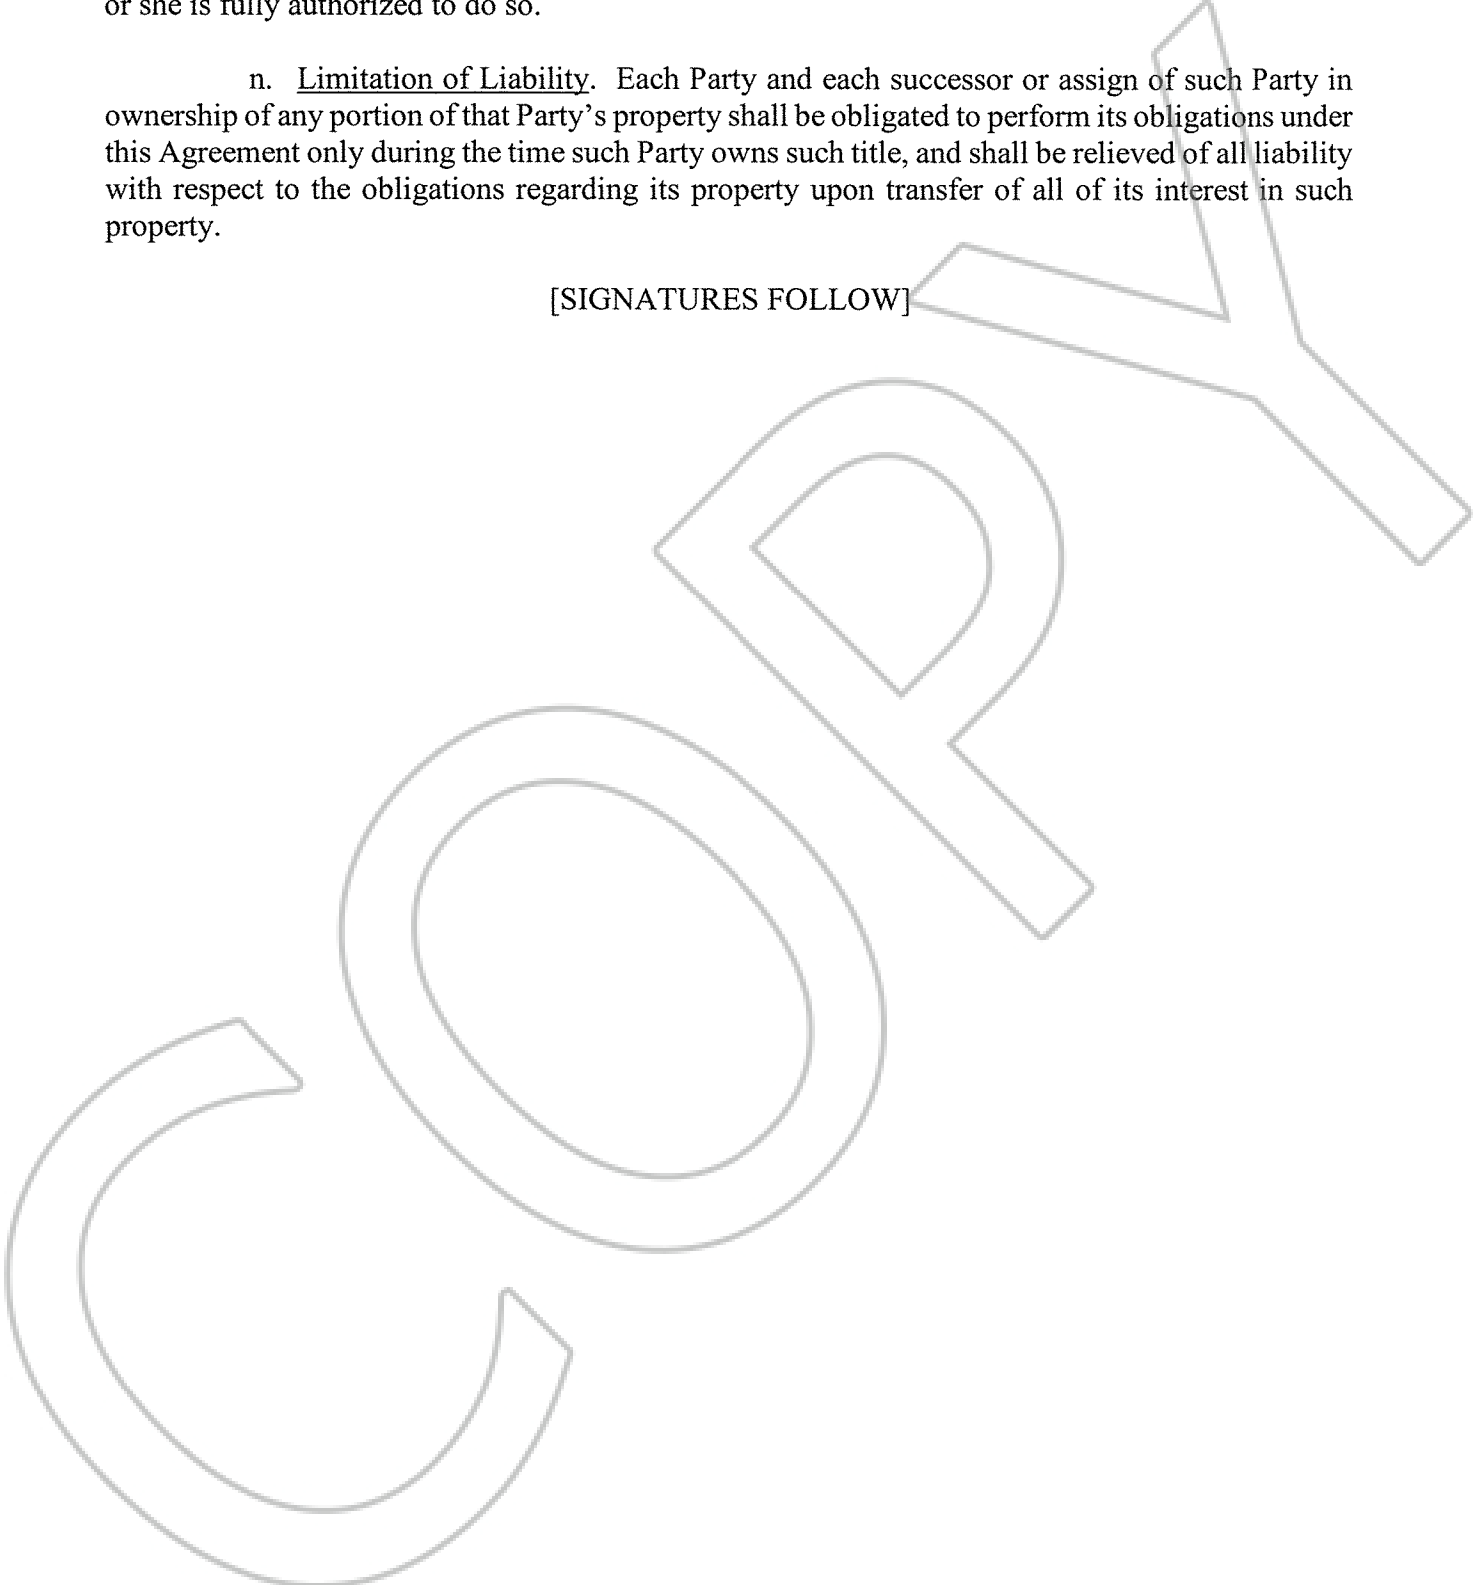 or she is fully authorized to do so.
n. Limitation of Liability. Each Party and each successor or assign of such Party in
ownership of any portion of that Party's property shall be obligated to perform its obligations under
this Agreement only during the time such Party owns such title, and shall be relieved of all liability
with respect to the obligations regarding its property upon transfer of all of its interest in such
property.
[SIGNATURES FOLLOW]
COPY